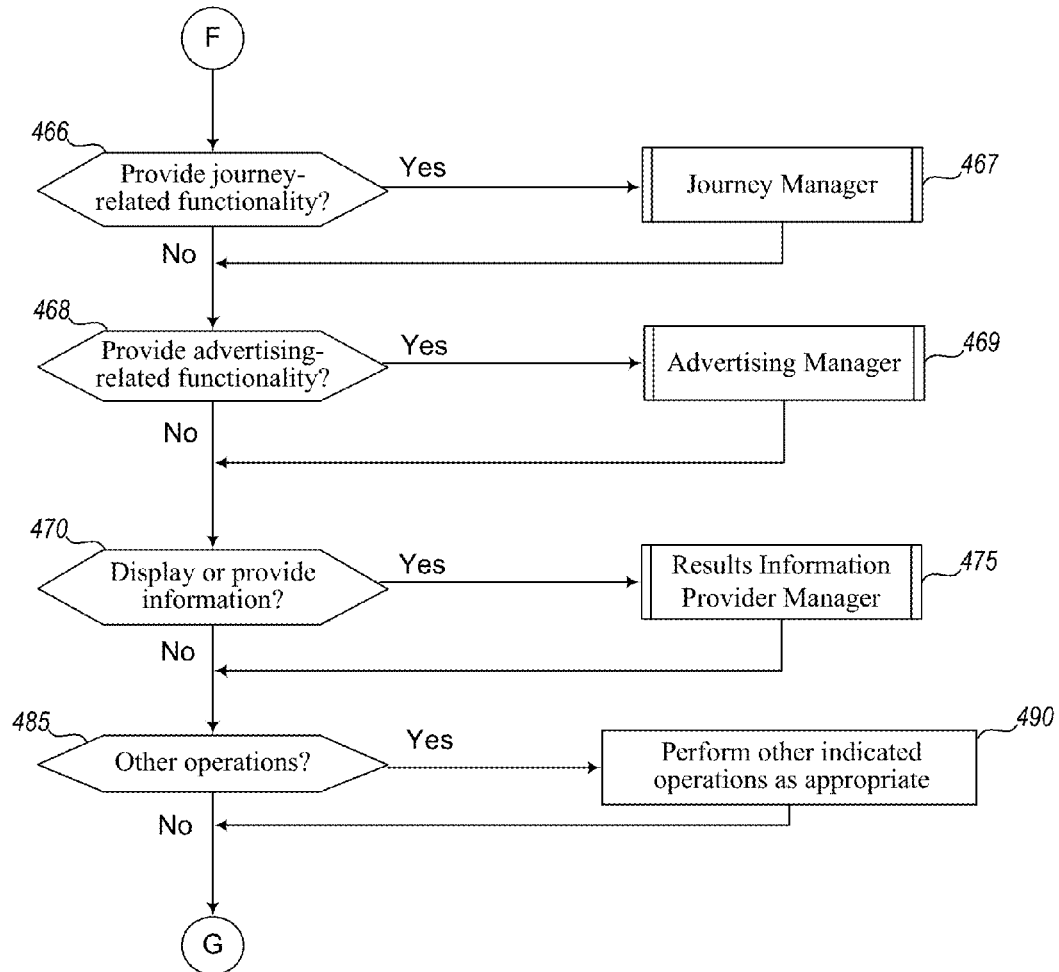 F
466
Provide journey-
related functionality?
Yes
Journey Manager
467
No
468
Provide advertising-
related functionality?
Yes
Advertising Manager
469
No
470
Display or provide
information?
Yes
Results Information
Provider Manager
475
No
485
Other operations?
Yes
Perform other indicated
operations as appropriate
490
No
G